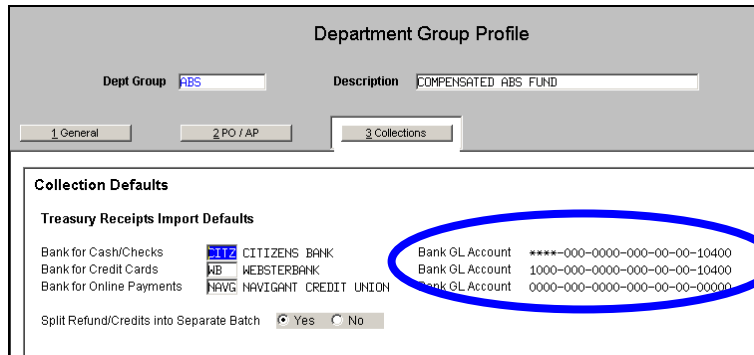 Department Group Profile
Dept Group ABS Description COMPENSATED ABS FUND
1 General 2 PO / AP 3 Collections
Collection Defaults
Treasury Receipts Import Defaults
Bank for Cash/Checks CITZ CITIZENS BANK Bank GL Account ****-000-0000-000-00-00-10400
Bank for Credit Cards WB WEBSTERBANK Bank GL Account 1000-000-0000-000-00-00-10400
Bank for Online Payments NAVG NAVIGANT CREDIT UNION Bank GL Account 0000-000-0000-000-00-00-00000
Split Refund/Credits into Separate Batch Yes No